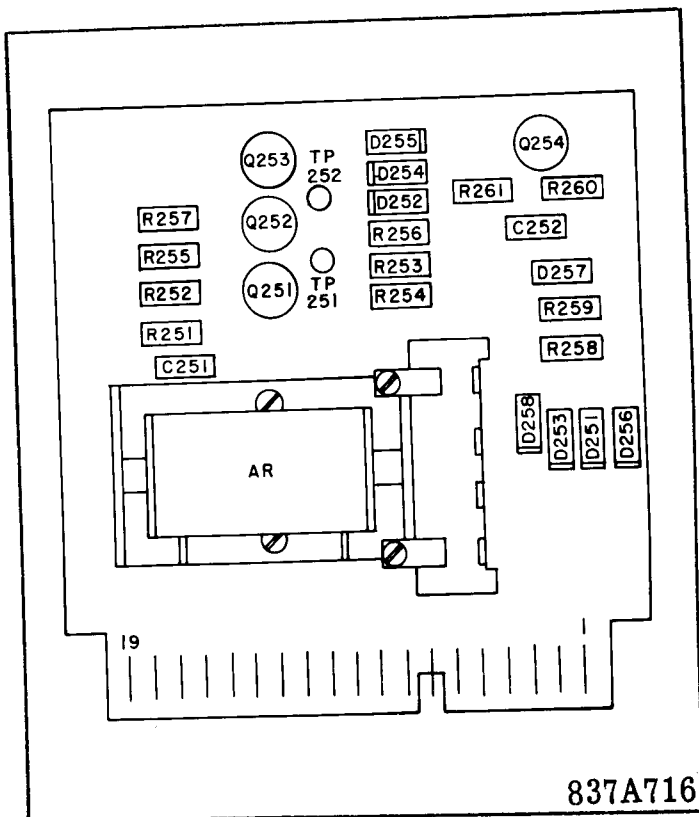 Q253
TP
252
D255
Q254
D254
R261
R260
D252
R257
Q252
R256
C252
R255
R253
D257
R252
Q251
TP
251
R254
R259
R251
R258
C251
D258
D253
D251
D256
AR
19
1
837A716